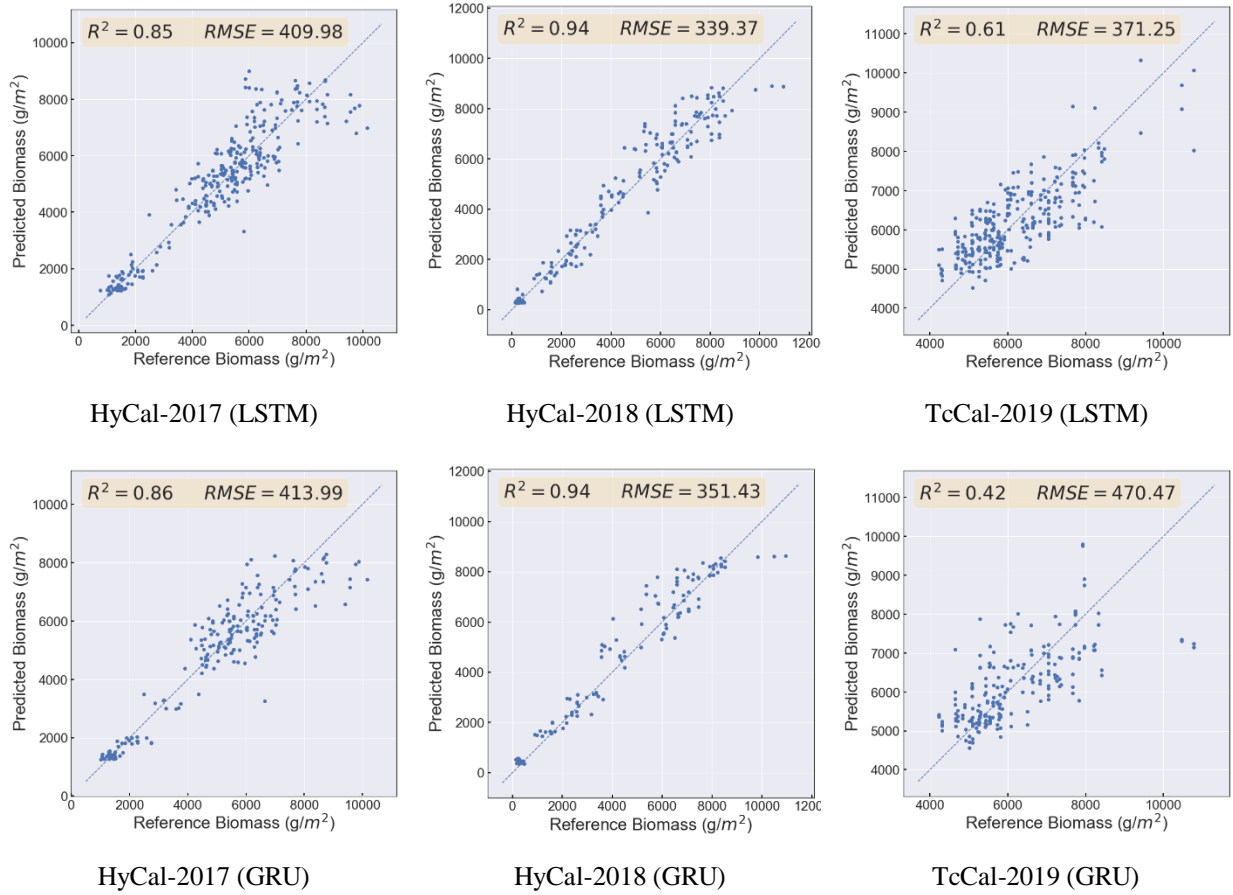 R² = 0.85 RMSE = 409.98
10000
8000
6000
4000
2000
0
Predicted Biomass (g/m²)
0 2000 4000 6000 8000 10000
Reference Biomass (g/m²)
HyCal-2017 (LSTM)
R² = 0.94 RMSE = 339.37
12000
10000
8000
6000
4000
2000
0
Predicted Biomass (g/m²)
0 2000 4000 6000 8000 10000 1200
Reference Biomass (g/m²)
HyCal-2018 (LSTM)
R² = 0.61 RMSE = 371.25
11000
10000
9000
8000
7000
6000
5000
4000
Predicted Biomass (g/m²)
4000 6000 8000 10000
Reference Biomass (g/m²)
TcCal-2019 (LSTM)
R² = 0.86 RMSE = 413.99
10000
8000
6000
4000
2000
0
Predicted Biomass (g/m²)
0 2000 4000 6000 8000 10000
Reference Biomass (g/m²)
HyCal-2017 (GRU)
R² = 0.94 RMSE = 351.43
12000
10000
8000
6000
4000
2000
0
Predicted Biomass (g/m²)
0 2000 4000 6000 8000 10000 1200
Reference Biomass (g/m²)
HyCal-2018 (GRU)
R² = 0.42 RMSE = 470.47
11000
10000
9000
8000
7000
6000
5000
4000
Predicted Biomass (g/m²)
4000 6000 8000 10000
Reference Biomass (g/m²)
TcCal-2019 (GRU)